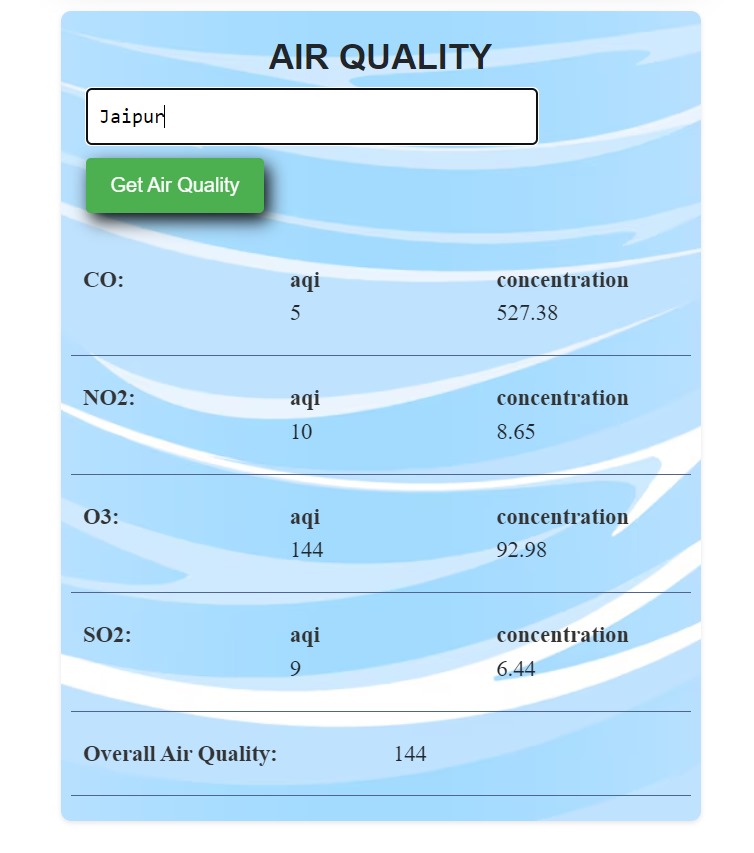 AIR QUALITY
Jaipur
Get Air Quality
CO: aqi concentration
5 527.38
NO2: aqi concentration
10 8.65
O3: aqi concentration
144 92.98
SO2: aqi concentration
9 6.44
Overall Air Quality: 144